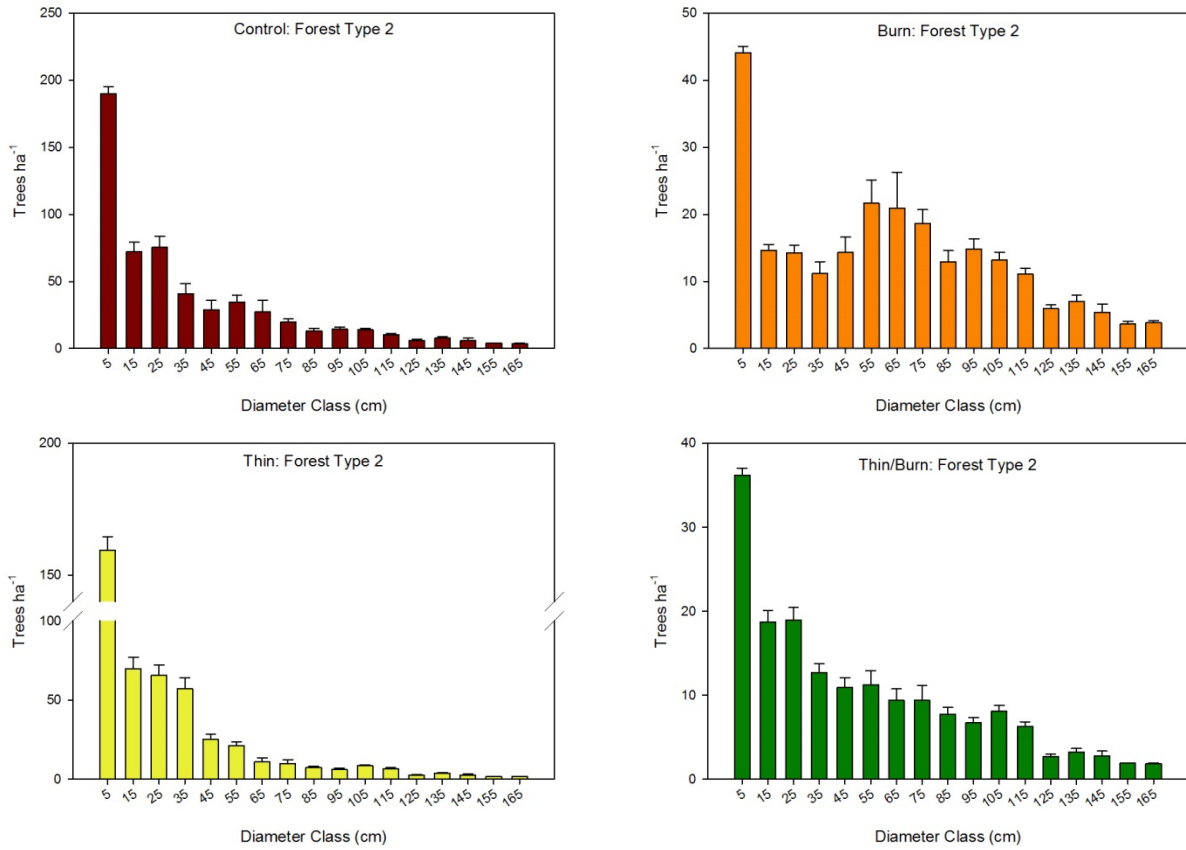 Control: Forest Type 2
Trees ha-1
250
200
150
100
50
0
5 15 25 35 45 55 65 75 85 95 105 115 125 135 145 155 165
Diameter Class (cm)
Burn: Forest Type 2
Trees ha-1
50
40
30
20
10
0
5 15 25 35 45 55 65 75 85 95 105 115 125 135 145 155 165
Diameter Class (cm)
Thin: Forest Type 2
Trees ha-1
200
150
100
50
0
5 15 25 35 45 55 65 75 85 95 105 115 125 135 145 155 165
Diameter Class (cm)
Thin/Burn: Forest Type 2
Trees ha-1
40
30
20
10
0
5 15 25 35 45 55 65 75 85 95 105 115 125 135 145 155 165
Diameter Class (cm)